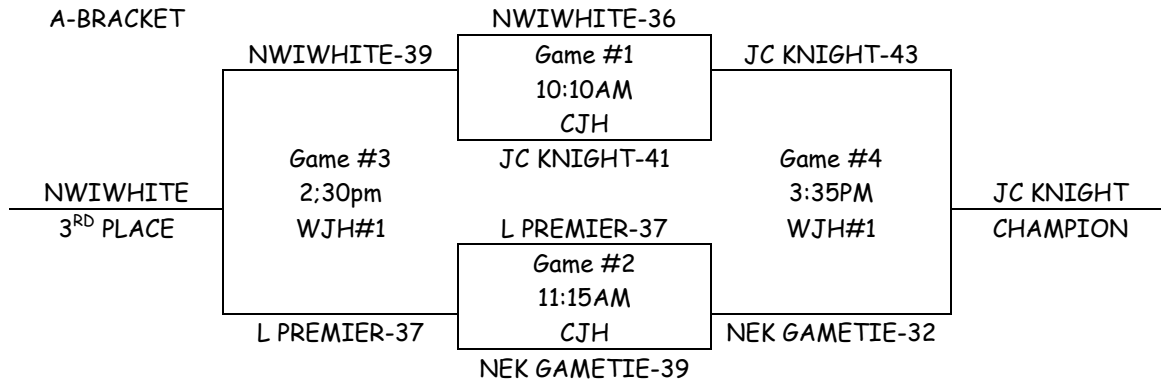 A-BRACKET
NWIWHITE-36
NWIWHITE-39
Game #1
JC KNIGHT-43
10:10AM
CJH
JC KNIGHT-41
Game #3
Game #4
NWIWHITE
2;30pm
3:35PM
JC KNIGHT
3RD PLACE
WJH#1
L PREMIER-37
WJH#1
CHAMPION
Game #2
11:15AM
L PREMIER-37
CJH
NEK GAMETIE-32
NEK GAMETIE-39